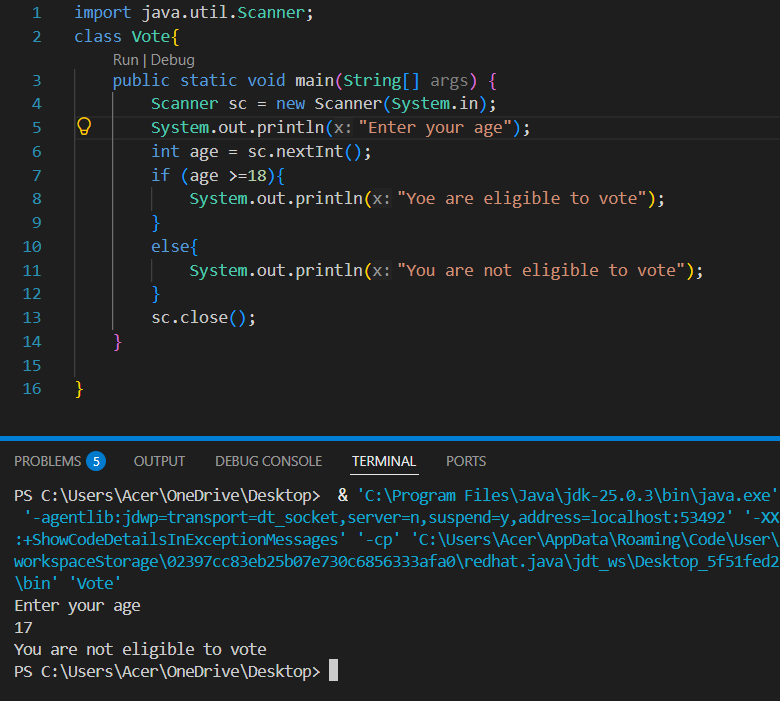 1 import java.util.Scanner;
2 class Vote{
Run | Debug
3 public static void main(String[] args) {
4 Scanner sc = new Scanner(System.in);
5 System.out.println(x: "Enter your age");
6 int age = sc.nextInt();
7 if (age >=18){
8 System.out.println(x: "Yoe are eligible to vote");
9 }
10 else{
11 System.out.println(x: "You are not eligible to vote");
12 }
13 sc.close();
14 }
15
16 }
PROBLEMS 5 OUTPUT DEBUG CONSOLE TERMINAL PORTS
PS C:\Users\Acer\OneDrive\Desktop>  & 'C:\Program Files\Java\jdk-25.0.3\bin\java.exe'
'-agentlib:jdwp=transport=dt_socket,server=n,suspend=y,address=localhost:53492' '-XX
:+ShowCodeDetailsInExceptionMessages' '-cp' 'C:\Users\Acer\AppData\Roaming\Code\User\
workspaceStorage\02397cc83eb25b07e730c6856333afa0\redhat.java\jdt_ws\Desktop_5f51fed2
\bin' 'Vote'
Enter your age
17
You are not eligible to vote
PS C:\Users\Acer\OneDrive\Desktop>